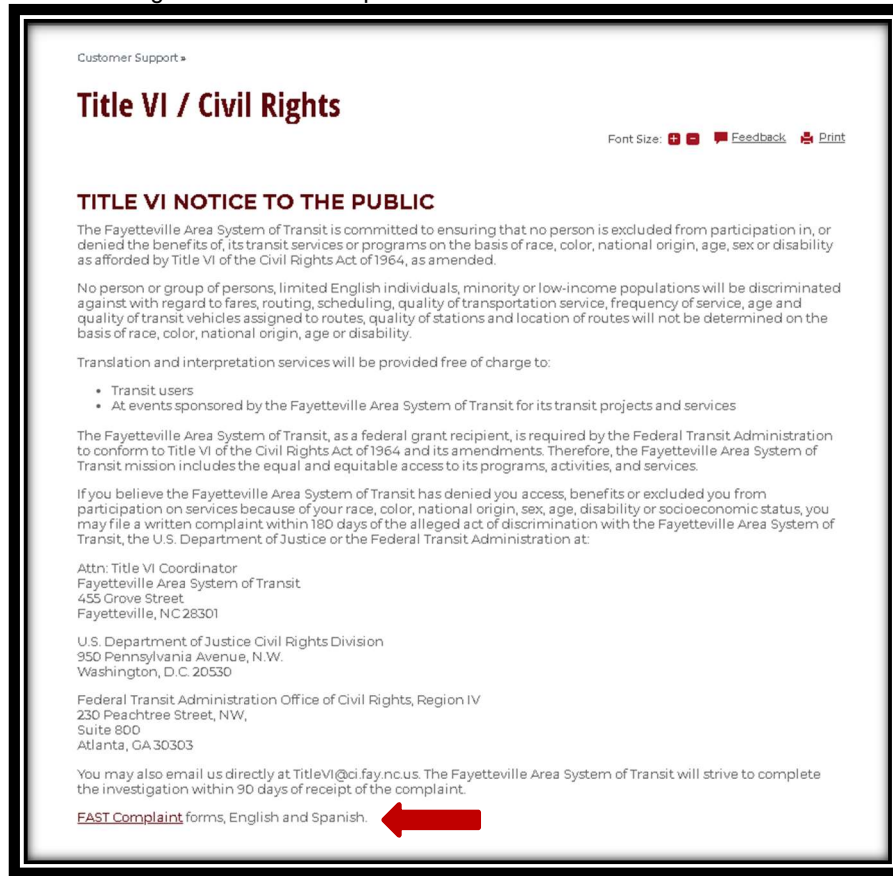 Customer Support »
Title VI / Civil Rights
Font Size: Feedback Print
TITLE VI NOTICE TO THE PUBLIC
The Fayetteville Area System of Transit is committed to ensuring that no person is excluded from participation in, or
denied the benefits of, its transit services or programs on the basis of race, color, national origin, age, sex or disability
as afforded by Title VI of the Civil Rights Act of 1964, as amended.
No person or group of persons, limited English individuals, minority or low-income populations will be discriminated
against with regard to fares, routing, scheduling, quality of transportation service, frequency of service, age and
quality of transit vehicles assigned to routes, quality of stations and location of routes will not be determined on the
basis of race, color, national origin, age or disability.
Translation and interpretation services will be provided free of charge to:
• Transit users
• At events sponsored by the Fayetteville Area System of Transit for its transit projects and services
The Fayetteville Area System of Transit, as a federal grant recipient, is required by the Federal Transit Administration
to conform to Title VI of the Civil Rights Act of 1964 and its amendments. Therefore, the Fayetteville Area System of
Transit mission includes the equal and equitable access to its programs, activities, and services.
If you believe the Fayetteville Area System of Transit has denied you access, benefits or excluded you from
participation on services because of your race, color, national origin, sex, age, disability or socioeconomic status, you
may file a written complaint within 180 days of the alleged act of discrimination with the Fayetteville Area System of
Transit, the U.S. Department of Justice or the Federal Transit Administration at:
Attn: Title VI Coordinator
Fayetteville Area System of Transit
455 Grove Street
Fayetteville, NC 28301
U.S. Department of Justice Civil Rights Division
950 Pennsylvania Avenue, N.W.
Washington, D.C. 20530
Federal Transit Administration Office of Civil Rights, Region IV
230 Peachtree Street, NW,
Suite 800
Atlanta, GA 30303
You may also email us directly at TitleVI@ci.fay.nc.us. The Fayetteville Area System of Transit will strive to complete
the investigation within 90 days of receipt of the complaint.
FAST Complaint forms, English and Spanish.